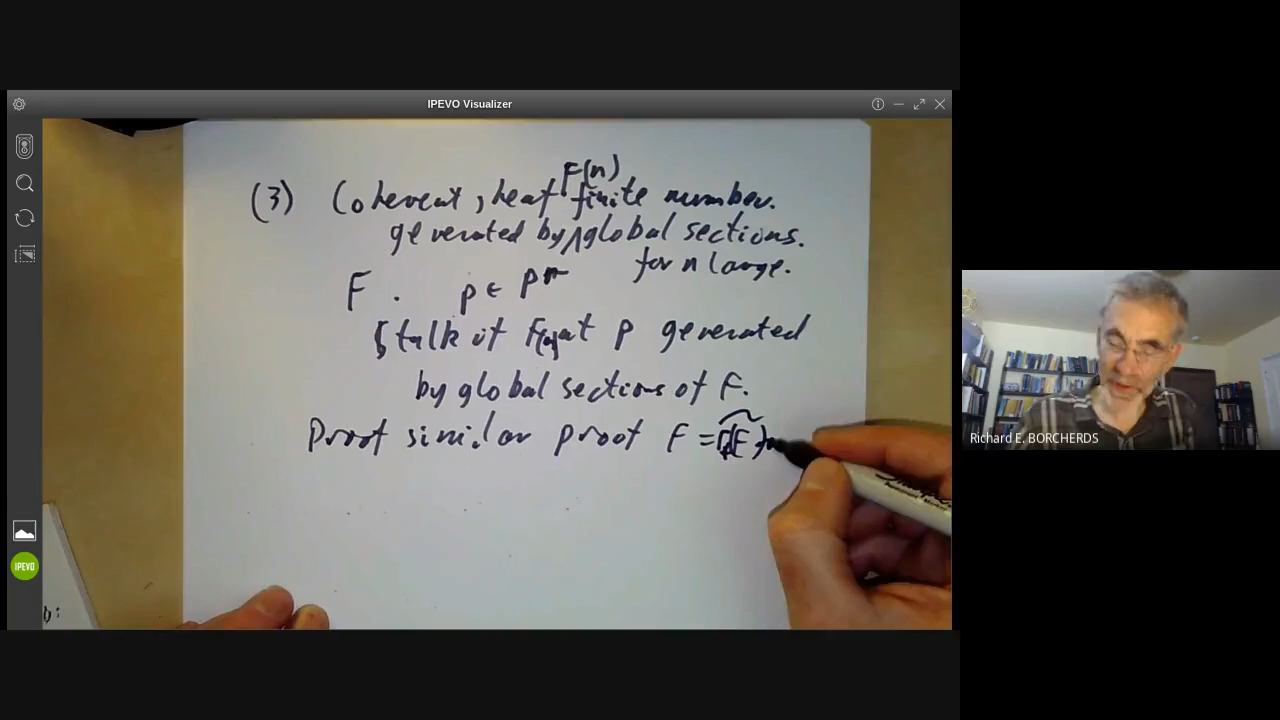 IPEVO Visualizer
F(n)
(3) Coherent sheaf finite number.
generated by ∧ global sections.
for n large.
F . p ∈ Pⁿ
Stalk of F(n) at p generated
by global sections of F.
Proof similar proof F =
Richard E. BORCHERDS
IPEVO
b: